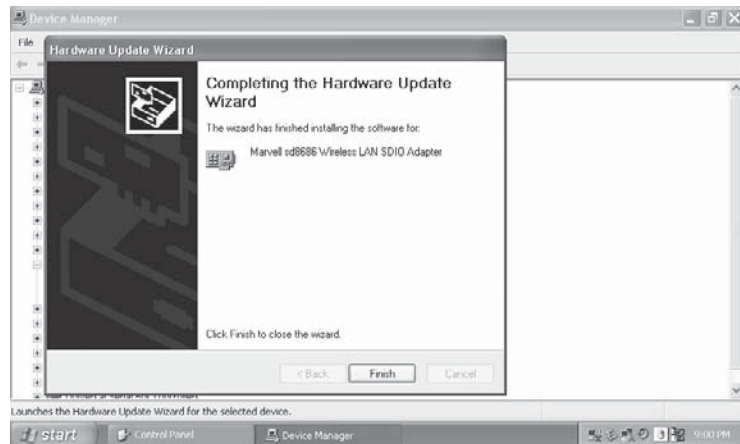 Device Manager
File
Hardware Update Wizard
Completing the Hardware Update
Wizard
The wizard has finished installing the software for:
Marvell sd8686 Wireless LAN SDIO Adapter
Click Finish to close the wizard.
< Back
Finish
Cancel
Launches the Hardware Update Wizard for the selected device.
start
Control Panel
Device Manager
9:00 PM